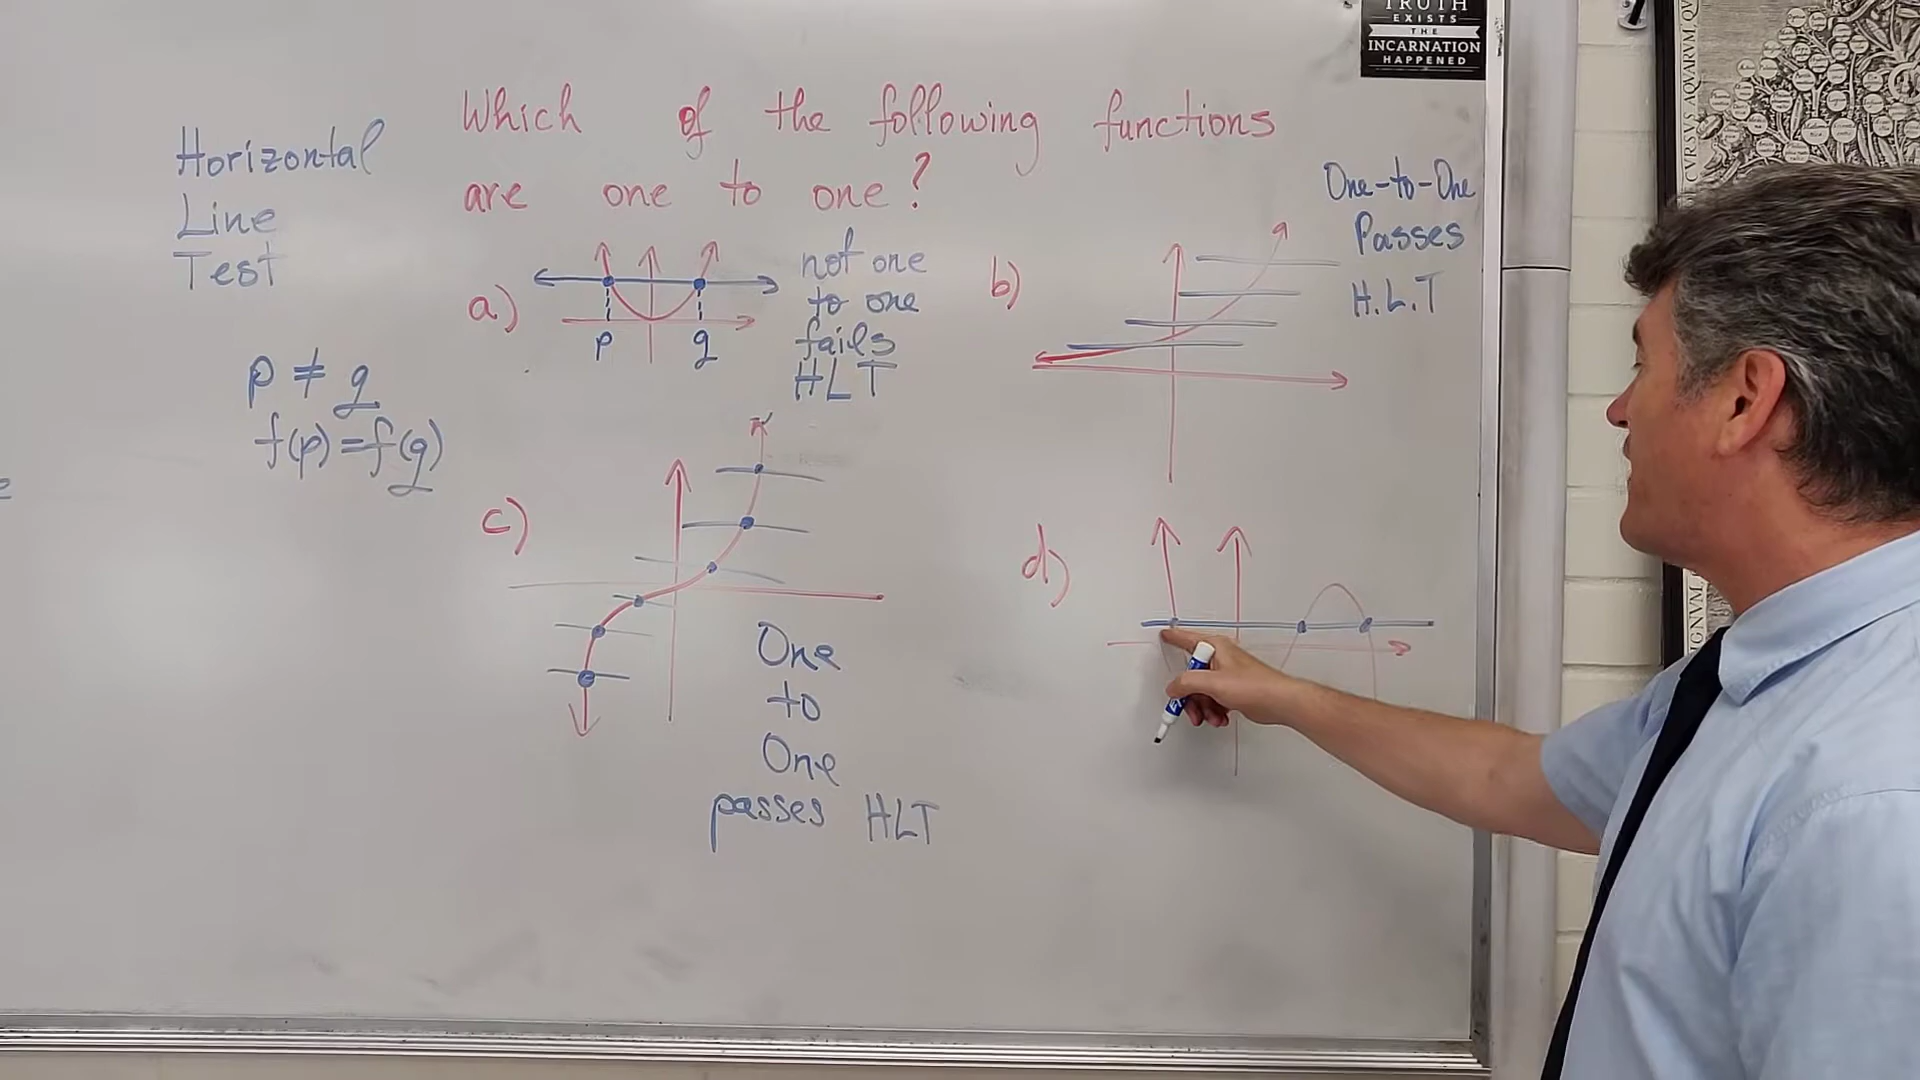 TRUTH
EXISTS
THE
INCARNATION
HAPPENED
Which of the following functions
are one to one?
Horizontal
Line
Test
p ≠ q
f(p)=f(q)
a)
p q
not one
to one
fails
HLT
b)
One-to-One
Passes
H.L.T
c)
One
to
One
passes HLT
d)